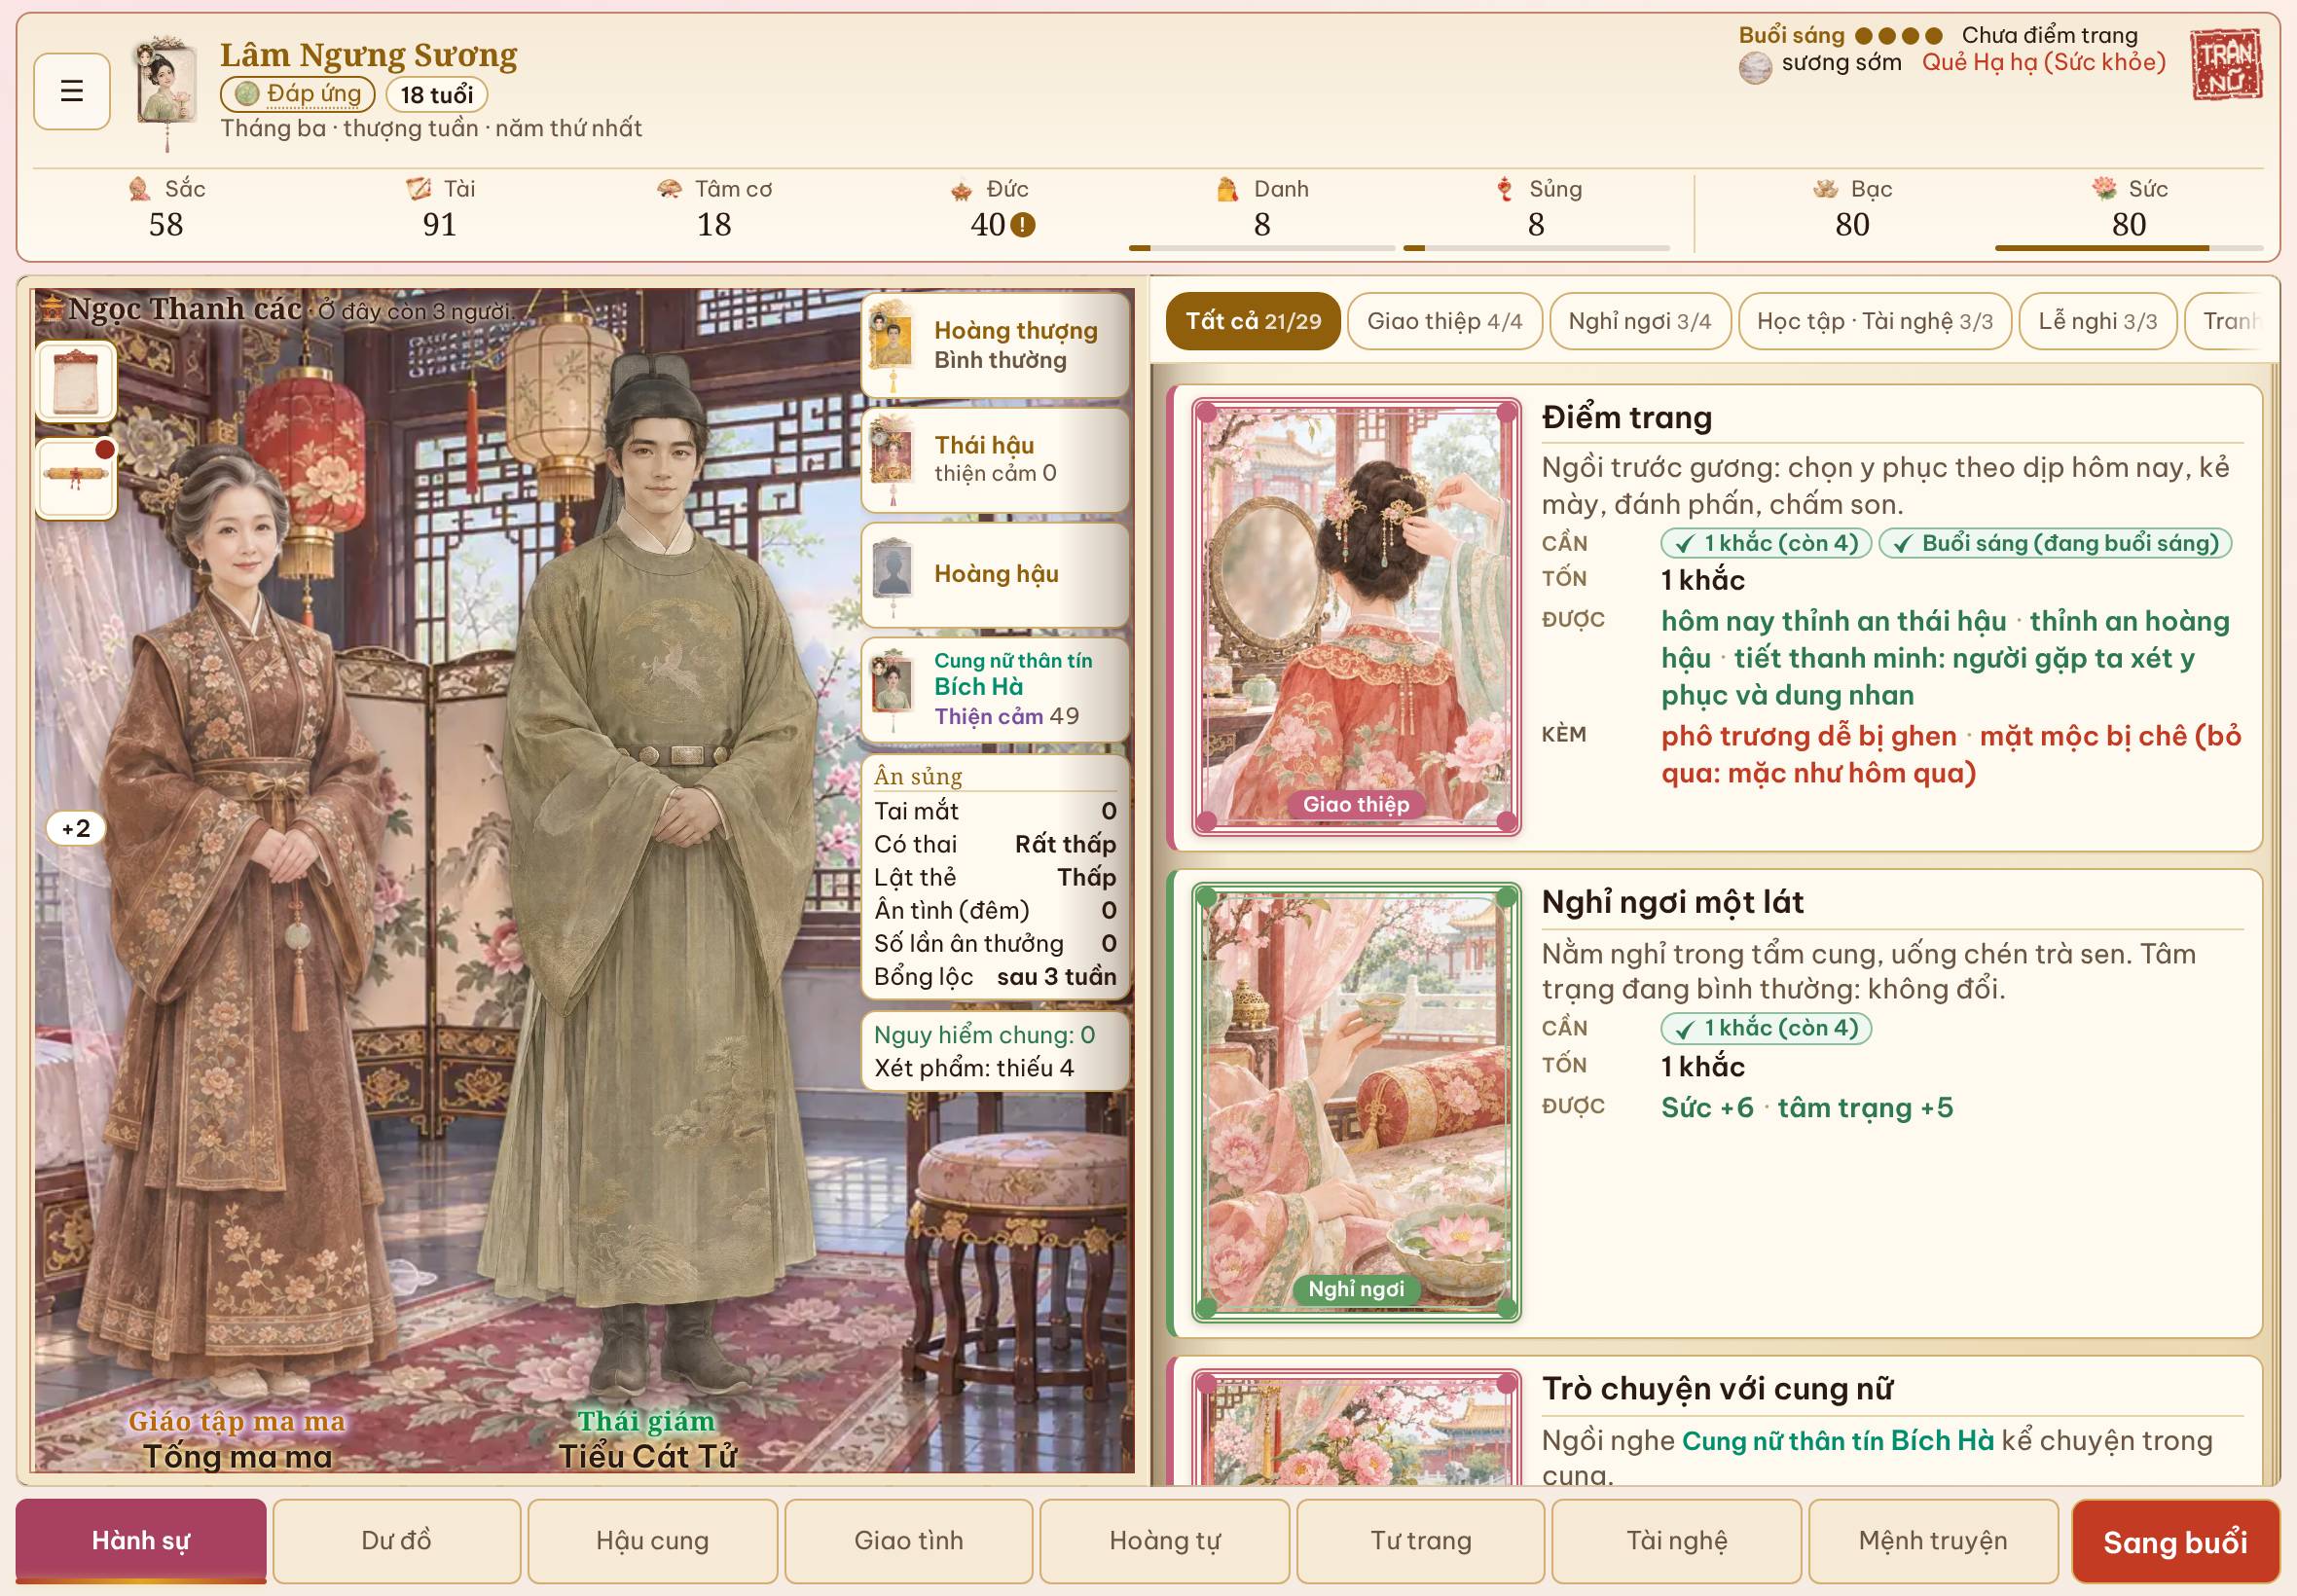 Lâm Ngưng Sương
Đáp ứng
18 tuổi
Tháng ba · thượng tuần · năm thứ nhất
Buổi sáng
Chưa điểm trang
sương sớm
Quẻ Hạ hạ (Sức khỏe)
TRÂN
NỮ
Sắc
58
Tài
91
Tâm cơ
18
Đức
40 !
Danh
8
Sủng
8
Bạc
80
Sức
80
Ngọc Thanh các · Ở đây còn 3 người.
+2
Giáo tập ma ma
Tống ma ma
Thái giám
Tiểu Cát Tử
Hoàng thượng
Bình thường
Thái hậu
thiện cảm 0
Hoàng hậu
Cung nữ thân tín
Bích Hà
Thiện cảm 49
Ân sủng
Tai mắt 0
Có thai Rất thấp
Lật thẻ Thấp
Ân tình (đêm) 0
Số lần ân thưởng 0
Bổng lộc sau 3 tuần
Nguy hiểm chung: 0
Xét phẩm: thiếu 4
Tất cả 21/29
Giao thiệp 4/4
Nghỉ ngơi 3/4
Học tập · Tài nghệ 3/3
Lễ nghi 3/3
Tranh
Giao thiệp
Điểm trang
Ngồi trước gương: chọn y phục theo dịp hôm nay, kẻ
mày, đánh phấn, chấm son.
CẦN ✓ 1 khắc (còn 4) ✓ Buổi sáng (đang buổi sáng)
TỐN 1 khắc
ĐƯỢC hôm nay thỉnh an thái hậu · thỉnh an hoàng
hậu · tiết thanh minh: người gặp ta xét y
phục và dung nhan
KÈM phô trương dễ bị ghen · mặt mộc bị chê (bỏ
qua: mặc như hôm qua)
Nghỉ ngơi
Nghỉ ngơi một lát
Nằm nghỉ trong tẩm cung, uống chén trà sen. Tâm
trạng đang bình thường: không đổi.
CẦN ✓ 1 khắc (còn 4)
TỐN 1 khắc
ĐƯỢC Sức +6 · tâm trạng +5
Trò chuyện với cung nữ
Ngồi nghe Cung nữ thân tín Bích Hà kể chuyện trong
cung.
Hành sự
Dư đồ
Hậu cung
Giao tình
Hoàng tự
Tư trang
Tài nghệ
Mệnh truyện
Sang buổi